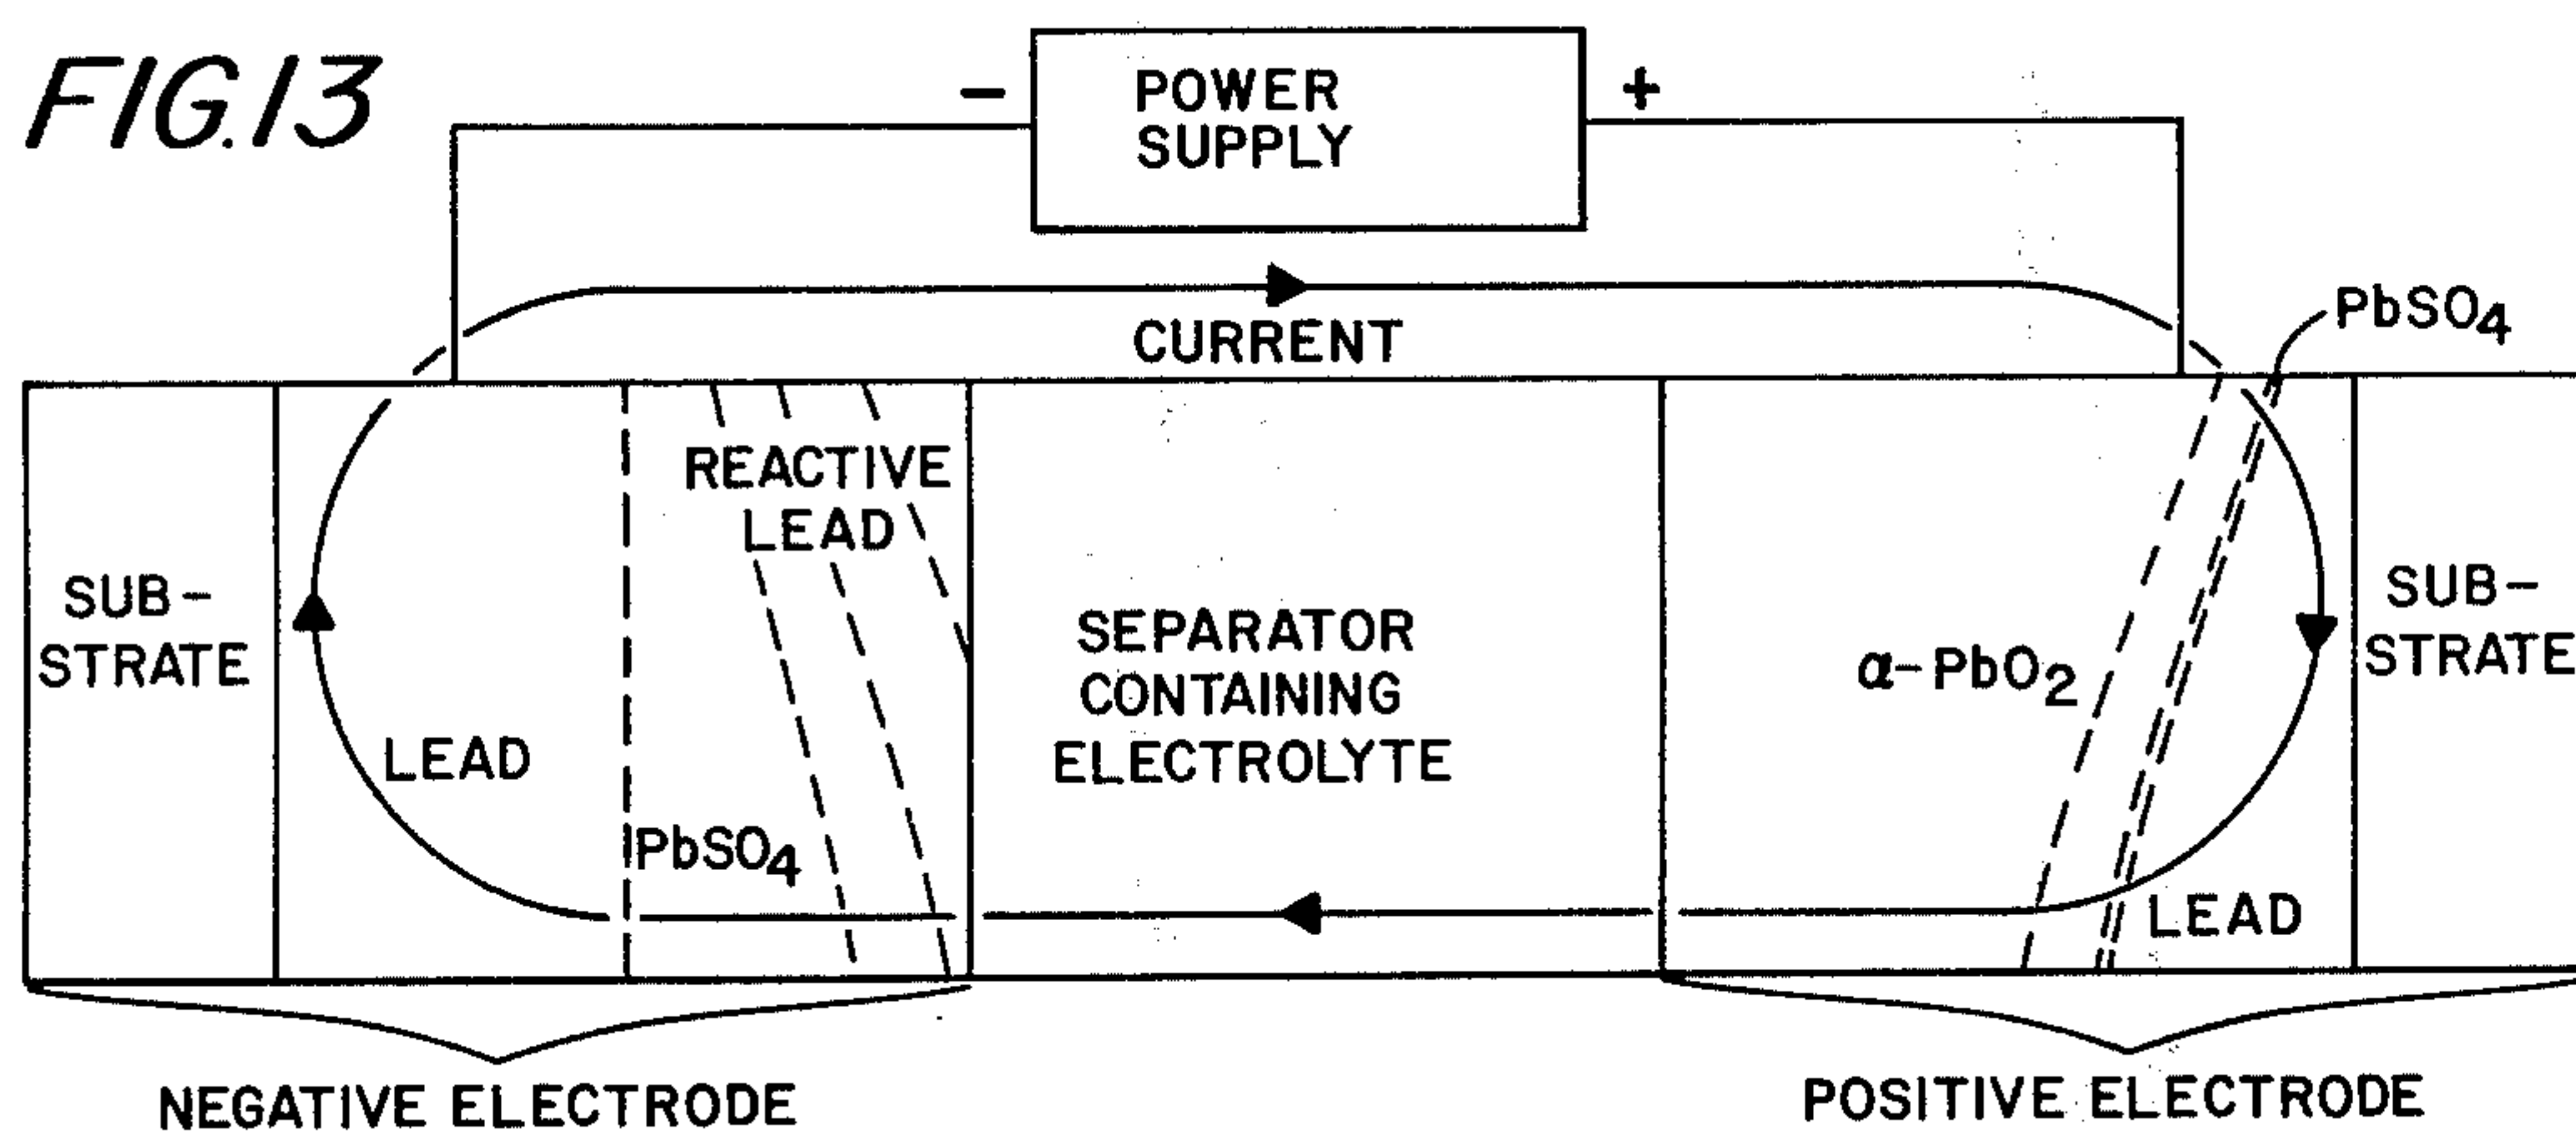 FIG.13
POWER
SUPPLY
−
+
CURRENT
PbSO4
REACTIVE
LEAD
SUB-
STRATE
LEAD
PbSO4
SEPARATOR
CONTAINING
ELECTROLYTE
α-PbO2
LEAD
SUB-
STRATE
NEGATIVE ELECTRODE
POSITIVE ELECTRODE